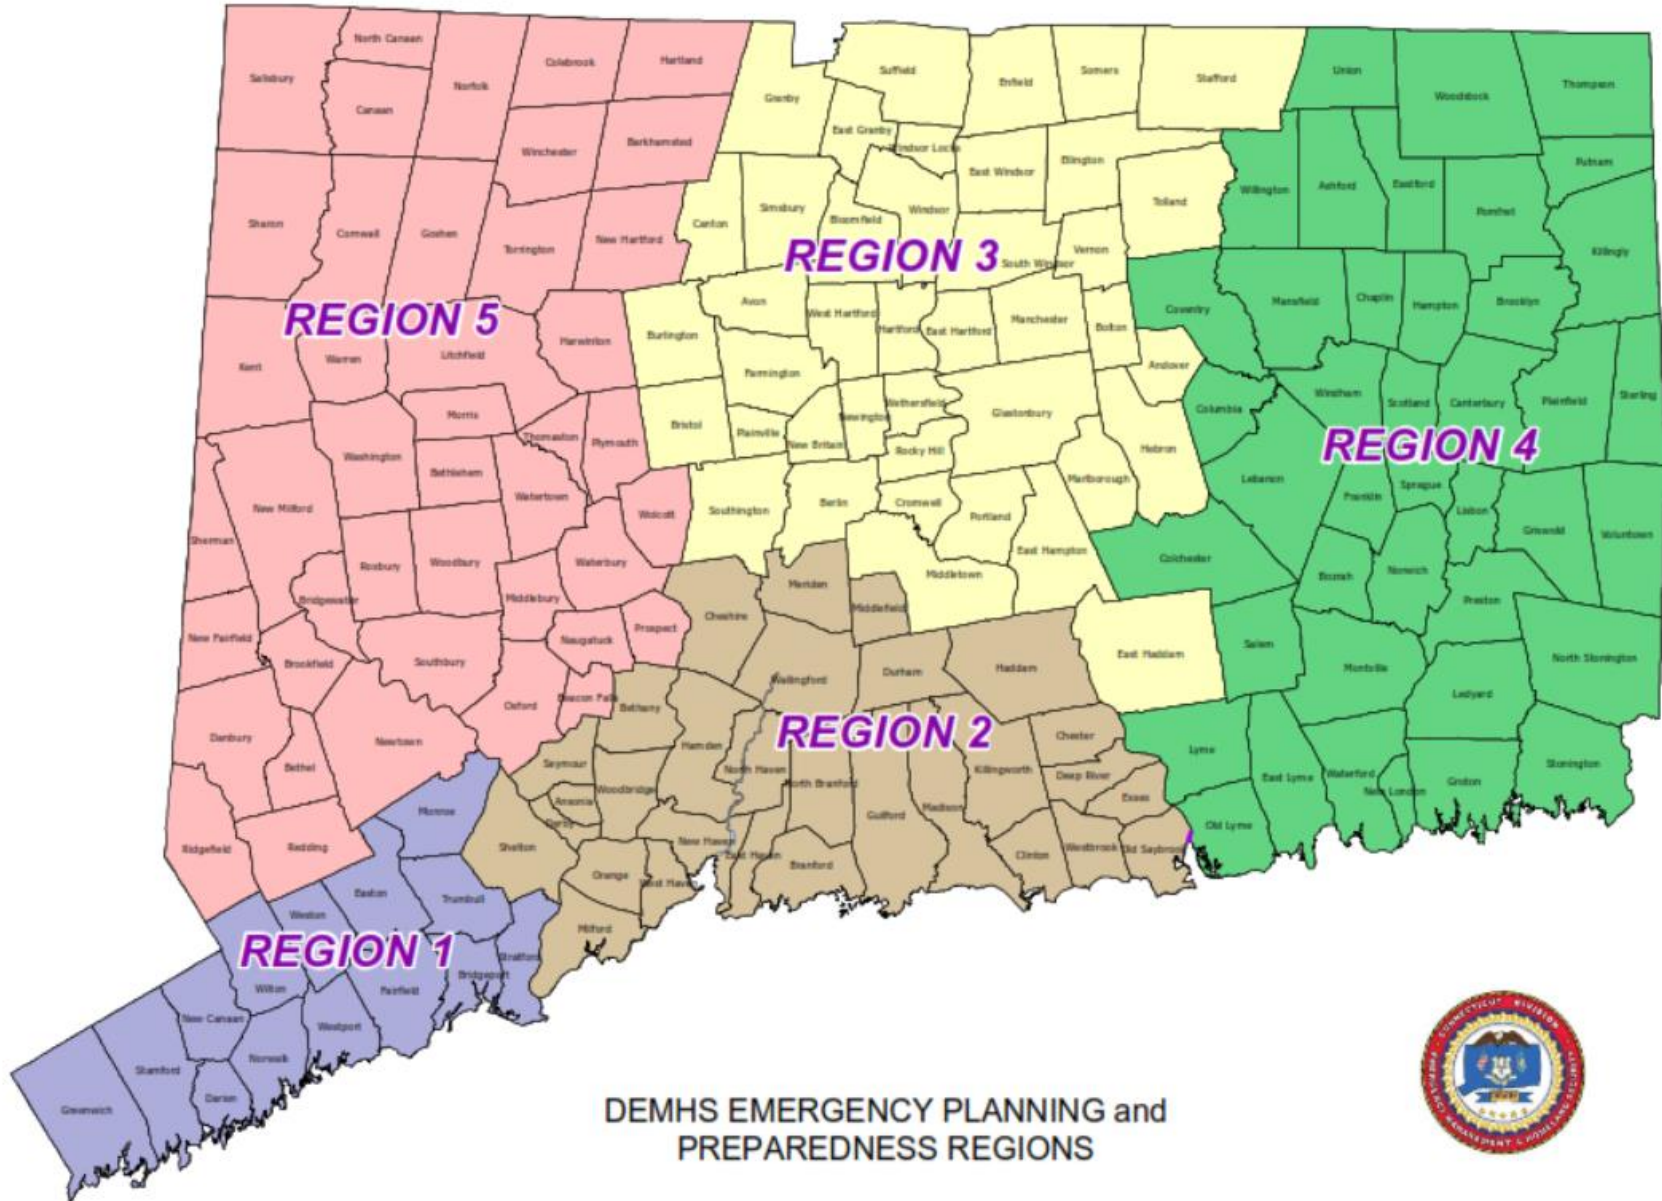 North Canaan
Colebrook
Hartland
Salisbury
Norfolk
Canaan
Winchester
Barkhamsted
Sharon
Cornwall
Goshen
Torrington
New Hartford
REGION 5
Kent
Warren
Litchfield
Harwinton
Morris
Washington
Bethlehem
Thomaston
Plymouth
Watertown
New Milford
Wolcott
Sherman
Roxbury
Woodbury
Waterbury
Bridgewater
Middlebury
New Fairfield
Brookfield
Southbury
Naugatuck
Prospect
Oxford
Beacon Falls
Danbury
Newtown
Bethel
Ridgefield
Redding
Granby
Suffield
Enfield
Somers
Stafford
East Granby
Windsor Locks
East Windsor
Ellington
Tolland
Canton
Simsbury
Bloomfield
Windsor
Vernon
REGION 3
South Windsor
Avon
West Hartford
Hartford
East Hartford
Manchester
Bolton
Burlington
Farmington
Andover
Bristol
Plainville
New Britain
Newington
Wethersfield
Glastonbury
Rocky Hill
Hebron
Marlborough
Southington
Berlin
Cromwell
Portland
East Hampton
Middletown
East Haddam
Union
Woodstock
Thompson
Putnam
Willington
Ashford
Eastford
Pomfret
Killingly
Coventry
Mansfield
Chaplin
Hampton
Brooklyn
Columbia
Windham
Scotland
Canterbury
Plainfield
Sterling
REGION 4
Lebanon
Franklin
Sprague
Lisbon
Griswold
Voluntown
Colchester
Bozrah
Norwich
Preston
Salem
Montville
Ledyard
North Stonington
Lyme
East Lyme
Waterford
New London
Groton
Stonington
Old Lyme
Meriden
Middlefield
Cheshire
Wallingford
Durham
Haddam
Bethany
REGION 2
Hamden
Chester
Seymour
North Haven
North Branford
Killingworth
Deep River
Woodbridge
Ansonia
Derby
Madison
Essex
Guilford
Shelton
New Haven
East Haven
Branford
Clinton
Westbrook
Old Saybrook
Orange
West Haven
Milford
Monroe
Easton
Trumbull
Weston
REGION 1
Stratford
Bridgeport
Wilton
Fairfield
New Canaan
Westport
Norwalk
Stamford
Darien
Greenwich
DEMHS EMERGENCY PLANNING and
PREPAREDNESS REGIONS
CONNECTICUT DIVISION
EMERGENCY MANAGEMENT & HOMELAND SECURITY